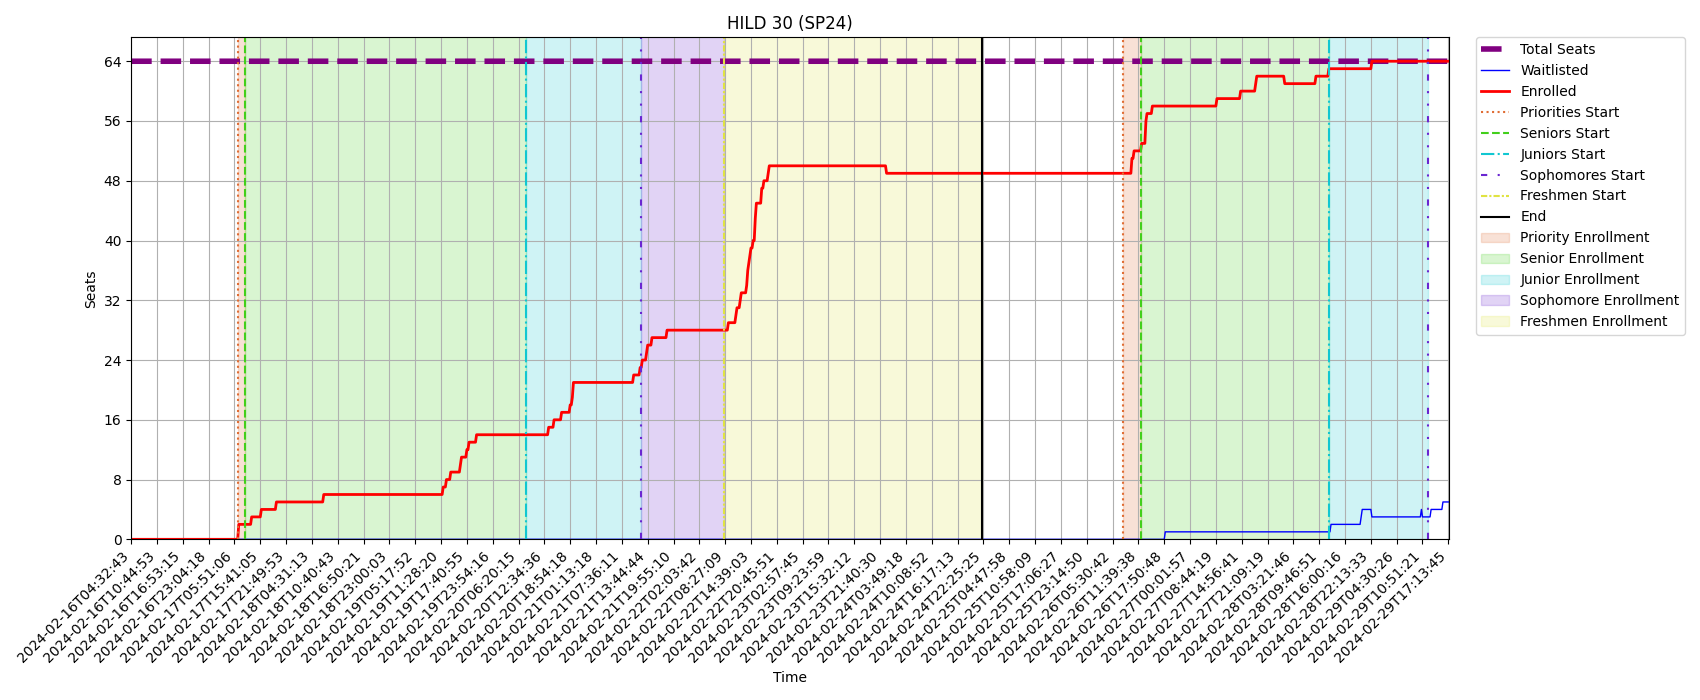 HILD 30 (SP24)
Seats
64
56
48
40
32
24
16
8
0
2024-02-16T04:32:43
2024-02-16T10:44:53
2024-02-16T16:53:15
2024-02-16T23:04:18
2024-02-17T05:51:06
2024-02-17T15:41:05
2024-02-17T21:49:53
2024-02-18T04:31:13
2024-02-18T10:40:43
2024-02-18T16:50:21
2024-02-18T23:00:03
2024-02-19T05:17:52
2024-02-19T11:28:20
2024-02-19T17:40:55
2024-02-19T23:54:16
2024-02-20T06:20:15
2024-02-20T12:34:36
2024-02-20T18:54:18
2024-02-21T01:13:18
2024-02-21T07:36:11
2024-02-21T13:44:44
2024-02-21T19:55:10
2024-02-22T02:03:42
2024-02-22T08:27:09
2024-02-22T14:39:03
2024-02-22T20:45:51
2024-02-23T02:57:45
2024-02-23T09:23:59
2024-02-23T15:32:12
2024-02-23T21:40:30
2024-02-24T03:49:18
2024-02-24T10:08:52
2024-02-24T16:17:13
2024-02-24T22:25:25
2024-02-25T04:47:58
2024-02-25T10:58:09
2024-02-25T17:06:27
2024-02-25T23:14:50
2024-02-26T05:30:42
2024-02-26T11:39:38
2024-02-26T17:50:48
2024-02-27T00:01:57
2024-02-27T08:44:19
2024-02-27T14:56:41
2024-02-27T21:09:19
2024-02-28T03:21:46
2024-02-28T09:46:51
2024-02-28T16:00:16
2024-02-28T22:13:33
2024-02-29T04:30:26
2024-02-29T10:51:21
2024-02-29T17:13:45
Time
Total Seats
Waitlisted
Enrolled
Priorities Start
Seniors Start
Juniors Start
Sophomores Start
Freshmen Start
End
Priority Enrollment
Senior Enrollment
Junior Enrollment
Sophomore Enrollment
Freshmen Enrollment